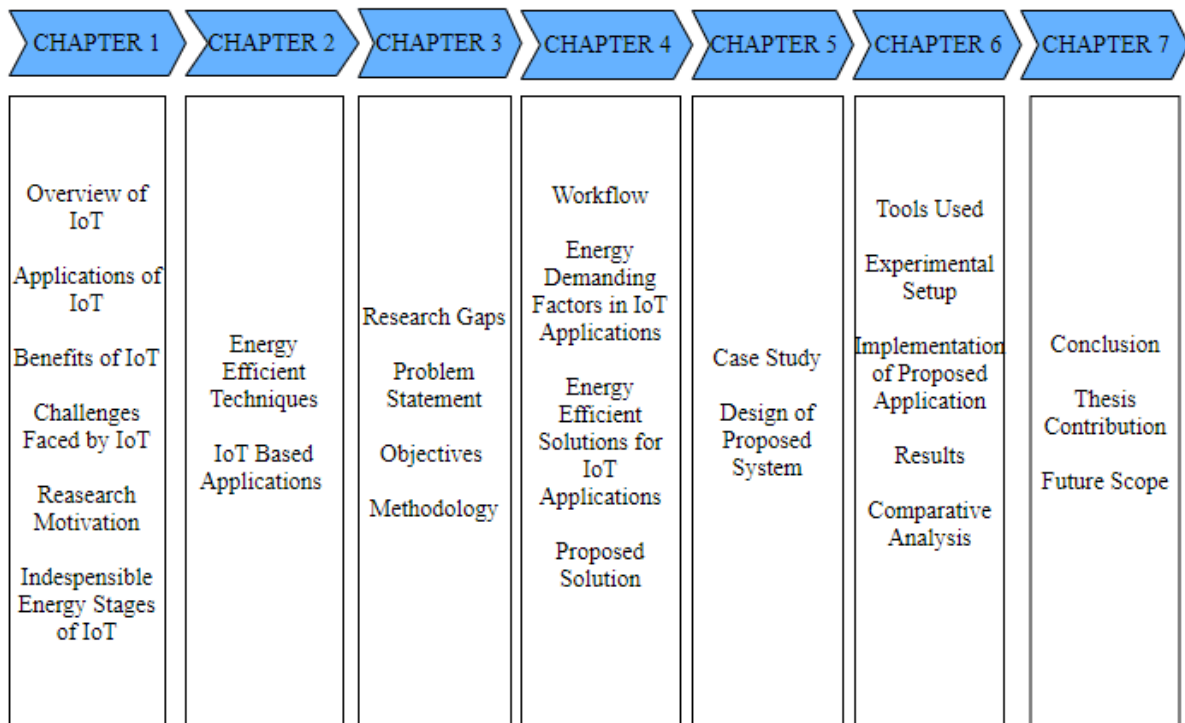 CHAPTER 1
CHAPTER 2
CHAPTER 3
CHAPTER 4
CHAPTER 5
CHAPTER 6
CHAPTER 7
Overview of
IoT
Applications of
IoT
Benefits of IoT
Challenges
Faced by IoT
Reasearch
Motivation
Indespensible
Energy Stages
of IoT
Energy
Efficient
Techniques
IoT Based
Applications
Research Gaps
Problem
Statement
Objectives
Methodology
Workflow
Energy
Demanding
Factors in IoT
Applications
Energy
Efficient
Solutions for
IoT
Applications
Proposed
Solution
Case Study
Design of
Proposed
System
Tools Used
Experimental
Setup
Implementation
of Proposed
Application
Results
Comparative
Analysis
Conclusion
Thesis
Contribution
Future Scope